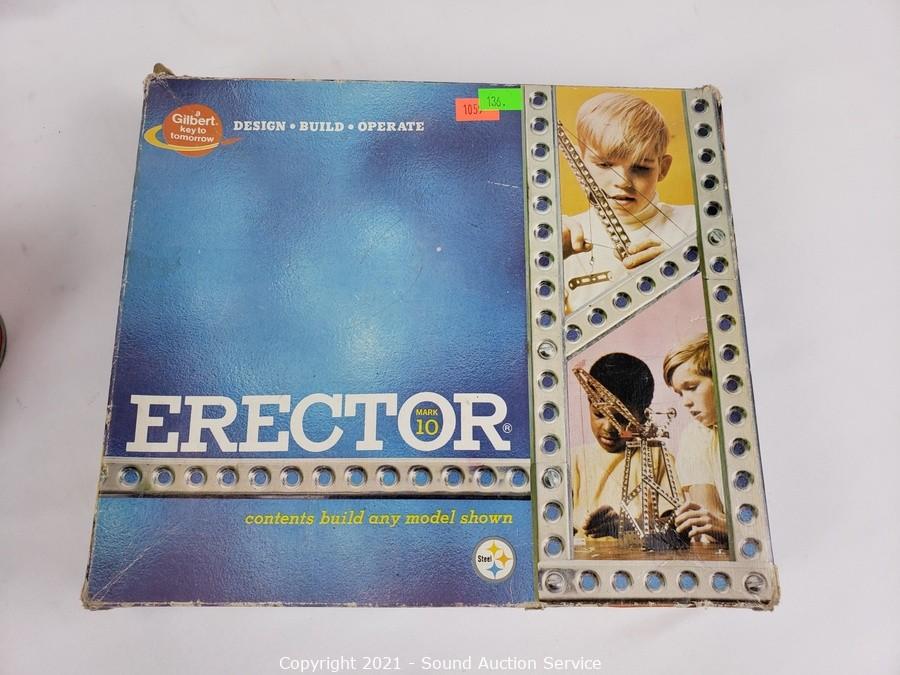 a
Gilbert
key to
tomorrow
DESIGN • BUILD • OPERATE
136.
ERECTOR®
MARK
10
contents build any model shown
Steel
Copyright 2021 - Sound Auction Service